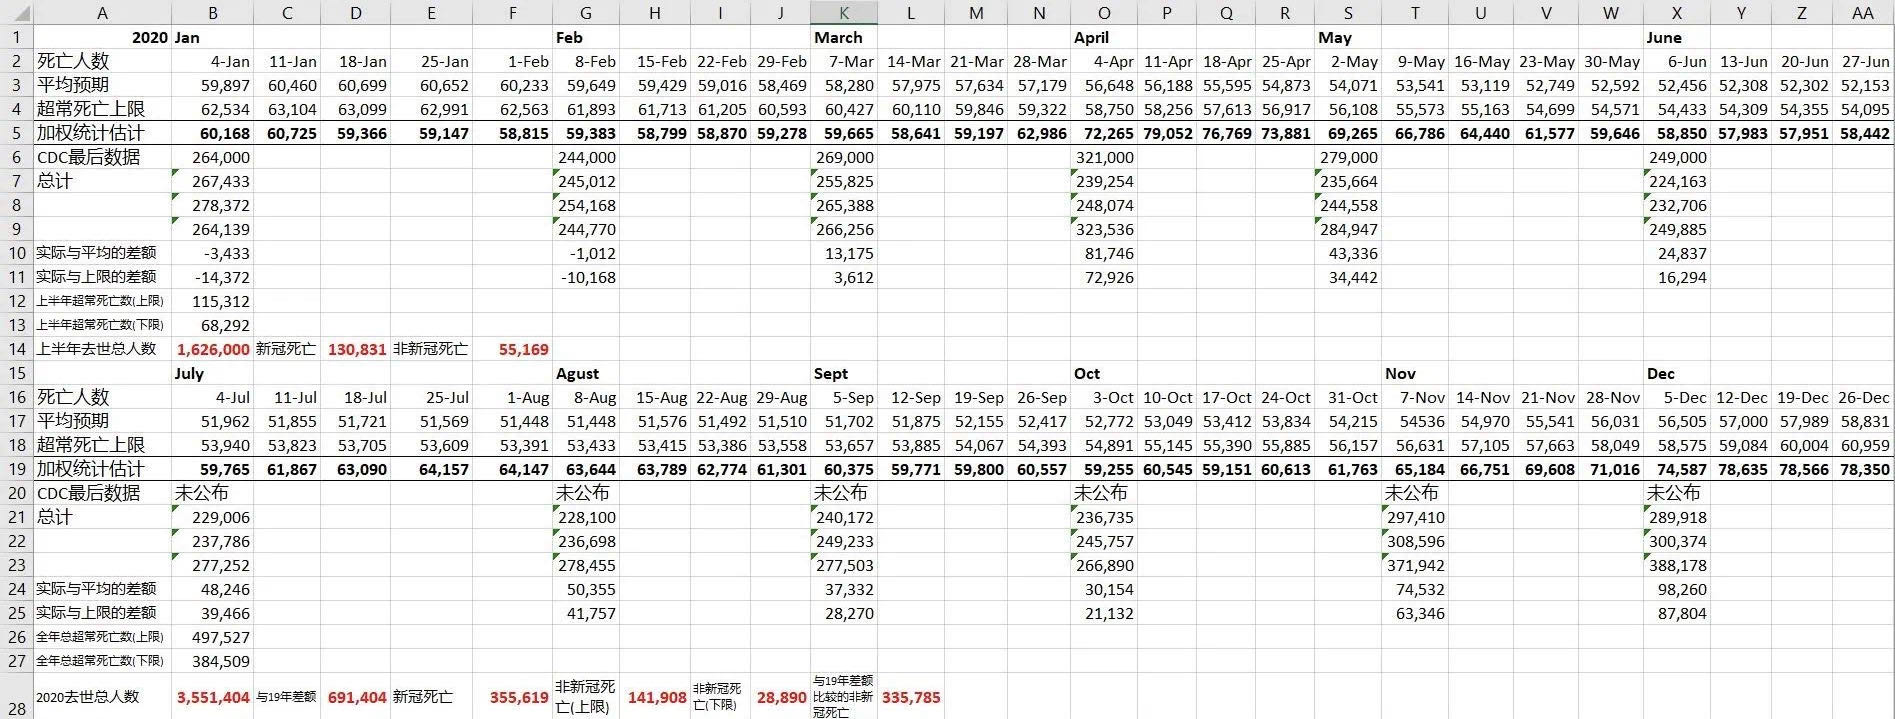 A B C D E F G H I J K L M N O P Q R S T U V W X Y Z AA
1 2020 Jan Feb March April May June
2 死亡人数 4-Jan 11-Jan 18-Jan 25-Jan 1-Feb 8-Feb 15-Feb 22-Feb 29-Feb 7-Mar 14-Mar 21-Mar 28-Mar 4-Apr 11-Apr 18-Apr 25-Apr 2-May 9-May 16-May 23-May 30-May 6-Jun 13-Jun 20-Jun 27-Jun
3 平均预期 59,897 60,460 60,699 60,652 60,233 59,649 59,429 59,016 58,469 58,280 57,975 57,634 57,179 56,648 56,188 55,595 54,873 54,071 53,541 53,119 52,749 52,592 52,456 52,308 52,302 52,153
4 超常死亡上限 62,534 63,104 63,099 62,991 62,563 61,893 61,713 61,205 60,593 60,427 60,110 59,846 59,322 58,750 58,256 57,613 56,917 56,108 55,573 55,163 54,699 54,571 54,433 54,309 54,355 54,095
5 加权统计估计 60,168 60,725 59,366 59,147 58,815 59,383 58,799 58,870 59,278 59,665 58,641 59,197 62,986 72,265 79,052 76,769 73,881 69,265 66,786 64,440 61,577 59,646 58,850 57,983 57,951 58,442
6 CDC最后数据 264,000 244,000 269,000 321,000 279,000 249,000
7 总计 267,433 245,012 255,825 239,254 235,664 224,163
8 278,372 254,168 265,388 248,074 244,558 232,706
9 264,139 244,770 266,256 323,536 284,947 249,885
10 实际与平均的差额 -3,433 -1,012 13,175 81,746 43,336 24,837
11 实际与上限的差额 -14,372 -10,168 3,612 72,926 34,442 16,294
12 上半年超常死亡数(上限) 115,312
13 上半年超常死亡数(下限) 68,292
14 上半年去世总人数 1,626,000 新冠死亡 130,831 非新冠死亡 55,169
15 July Agust Sept Oct Nov Dec
16 死亡人数 4-Jul 11-Jul 18-Jul 25-Jul 1-Aug 8-Aug 15-Aug 22-Aug 29-Aug 5-Sep 12-Sep 19-Sep 26-Sep 3-Oct 10-Oct 17-Oct 24-Oct 31-Oct 7-Nov 14-Nov 21-Nov 28-Nov 5-Dec 12-Dec 19-Dec 26-Dec
17 平均预期 51,962 51,855 51,721 51,569 51,448 51,448 51,576 51,492 51,510 51,702 51,875 52,155 52,417 52,772 53,049 53,412 53,834 54,215 54536 54,970 55,541 56,031 56,505 57,000 57,989 58,831
18 超常死亡上限 53,940 53,823 53,705 53,609 53,391 53,433 53,415 53,386 53,558 53,657 53,885 54,067 54,393 54,891 55,145 55,390 55,885 56,157 56,631 57,105 57,663 58,049 58,575 59,084 60,004 60,959
19 加权统计估计 59,765 61,867 63,090 64,157 64,147 63,644 63,789 62,774 61,301 60,375 59,771 59,800 60,557 59,255 60,545 59,151 60,613 61,763 65,184 66,751 69,608 71,016 74,587 78,635 78,566 78,350
20 CDC最后数据 未公布 未公布 未公布 未公布 未公布 未公布
21 总计 229,006 228,100 240,172 236,735 297,410 289,918
22 237,786 236,698 249,233 245,757 308,596 300,374
23 277,252 278,455 277,503 266,890 371,942 388,178
24 实际与平均的差额 48,246 50,355 37,332 30,154 74,532 98,260
25 实际与上限的差额 39,466 41,757 28,270 21,132 63,346 87,804
26 全年总超常死亡数(上限) 497,527
27 全年总超常死亡数(下限) 384,509
28 2020去世总人数 3,551,404 与19年差额 691,404 新冠死亡 355,619 非新冠死亡(上限) 141,908 非新冠死亡(下限) 28,890 与19年差额比较的非新冠死亡 335,785